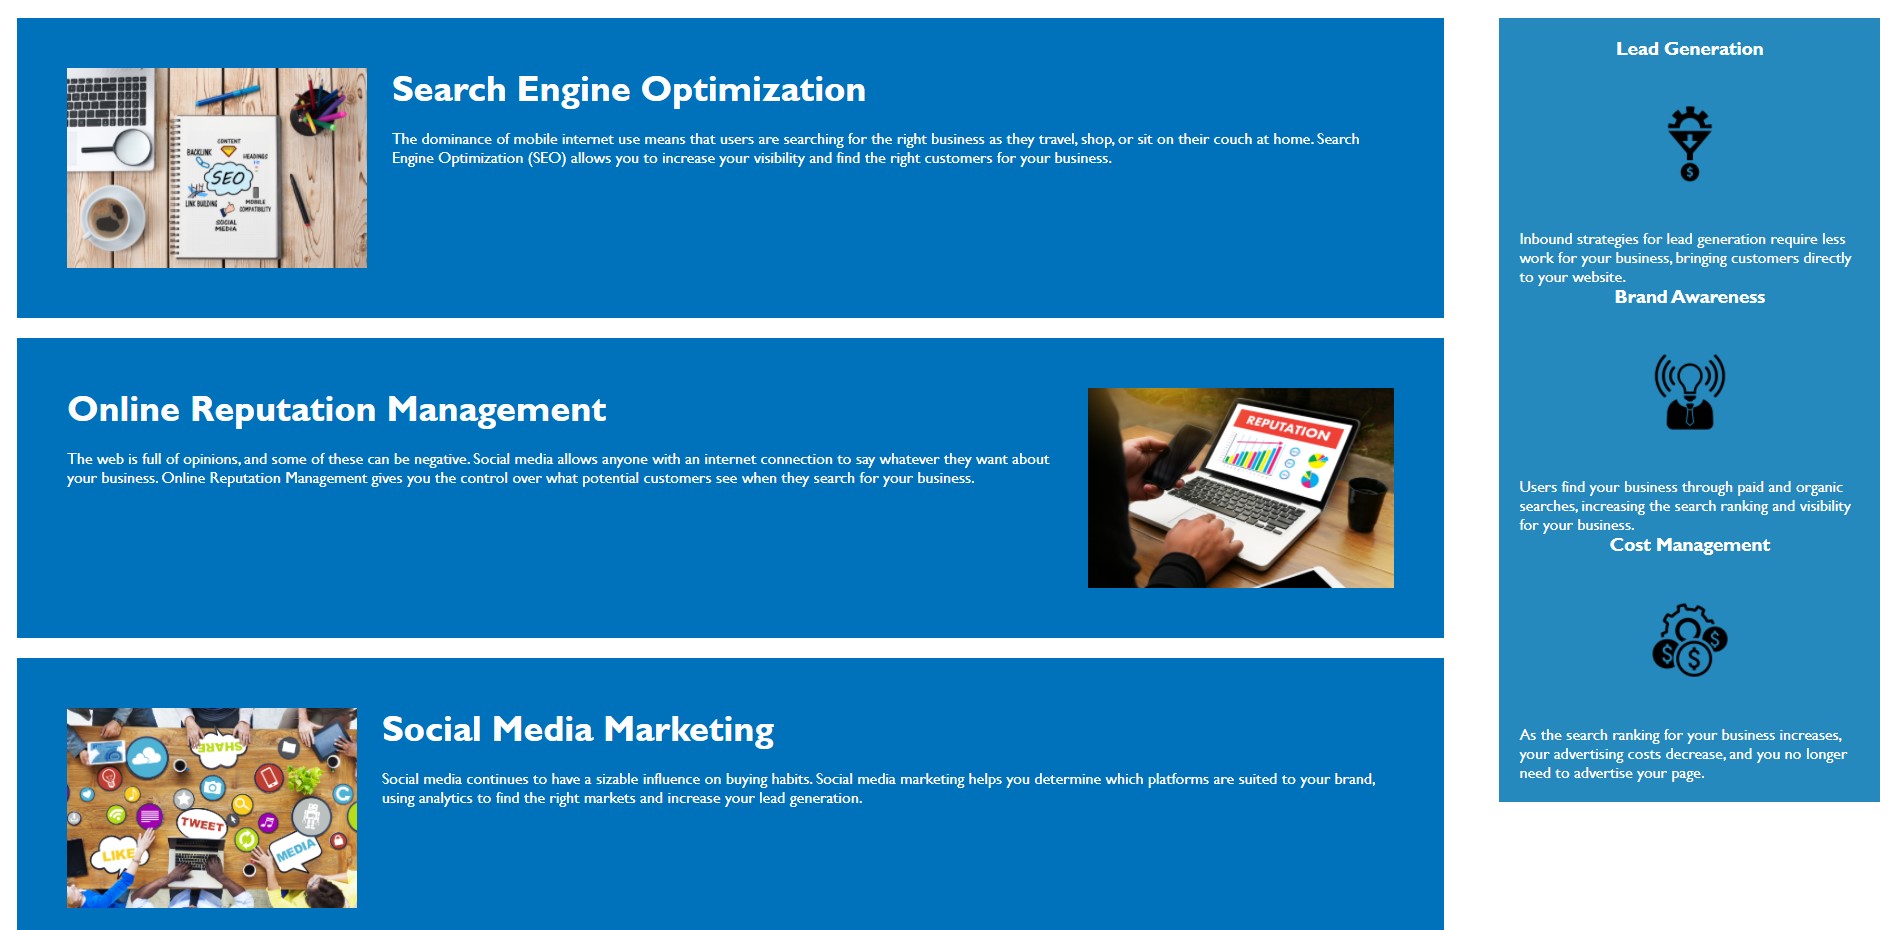 Search Engine Optimization
The dominance of mobile internet use means that users are searching for the right business as they travel, shop, or sit on their couch at home. Search
Engine Optimization (SEO) allows you to increase your visibility and find the right customers for your business.
CONTENT
BACKLINK
HEADINGS
SEO
LINK BUILDING
MOBILE
COMPATIBILITY
SOCIAL
MEDIA
Online Reputation Management
The web is full of opinions, and some of these can be negative. Social media allows anyone with an internet connection to say whatever they want about
your business. Online Reputation Management gives you the control over what potential customers see when they search for your business.
REPUTATION
Social Media Marketing
Social media continues to have a sizable influence on buying habits. Social media marketing helps you determine which platforms are suited to your brand,
using analytics to find the right markets and increase your lead generation.
SHARE
TWEET
LIKE
MEDIA
Lead Generation
$
Inbound strategies for lead generation require less
work for your business, bringing customers directly
to your website.
Brand Awareness
Users find your business through paid and organic
searches, increasing the search ranking and visibility
for your business.
Cost Management
$
$
$
As the search ranking for your business increases,
your advertising costs decrease, and you no longer
need to advertise your page.